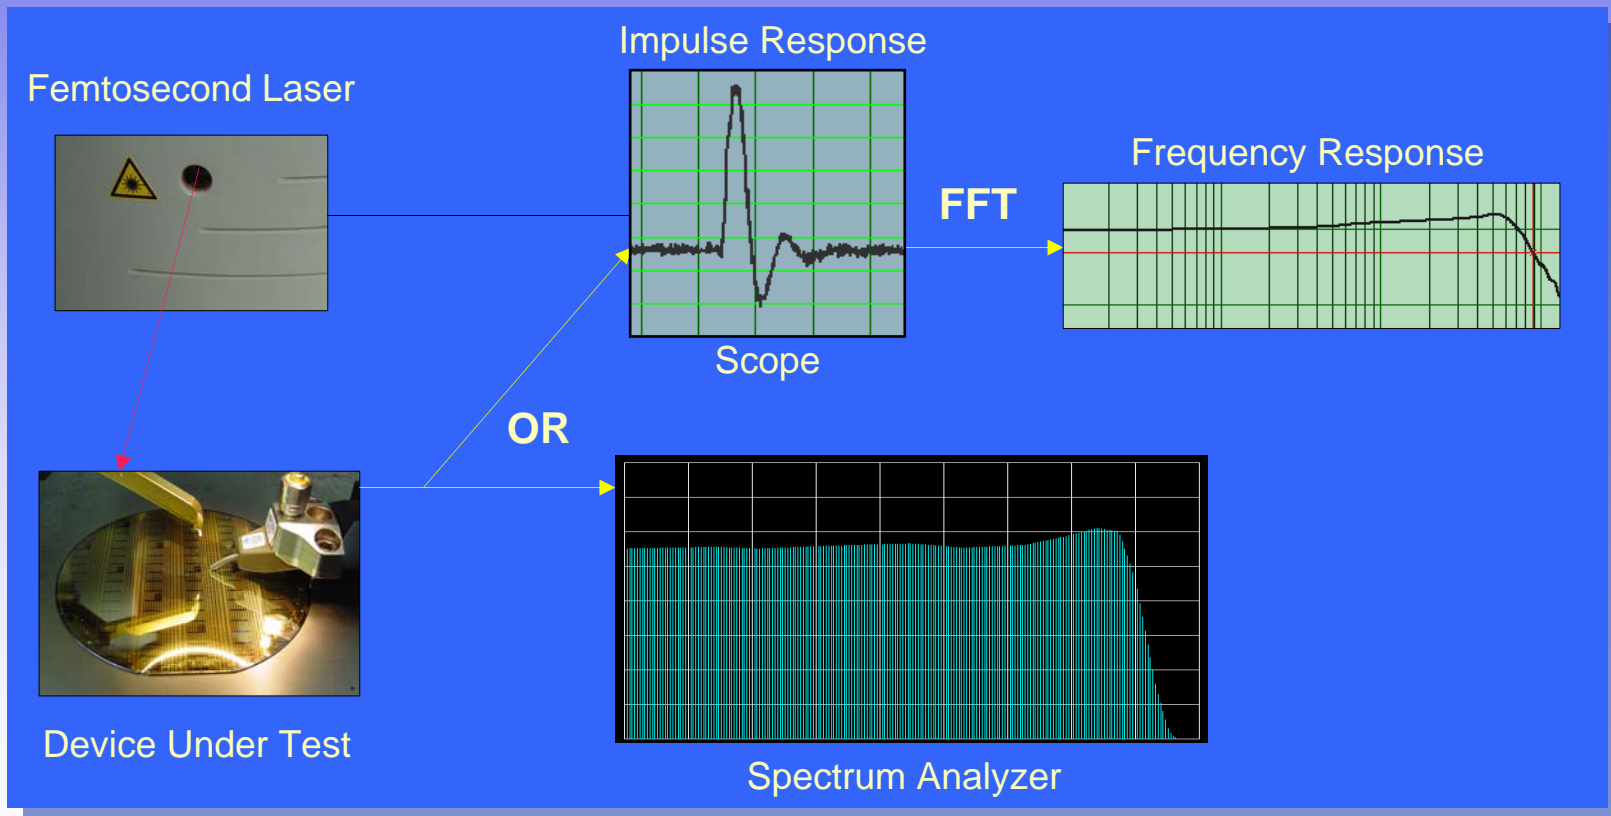 Impulse Response
Femtosecond Laser
Frequency Response
FFT
Scope
OR
Device Under Test
Spectrum Analyzer